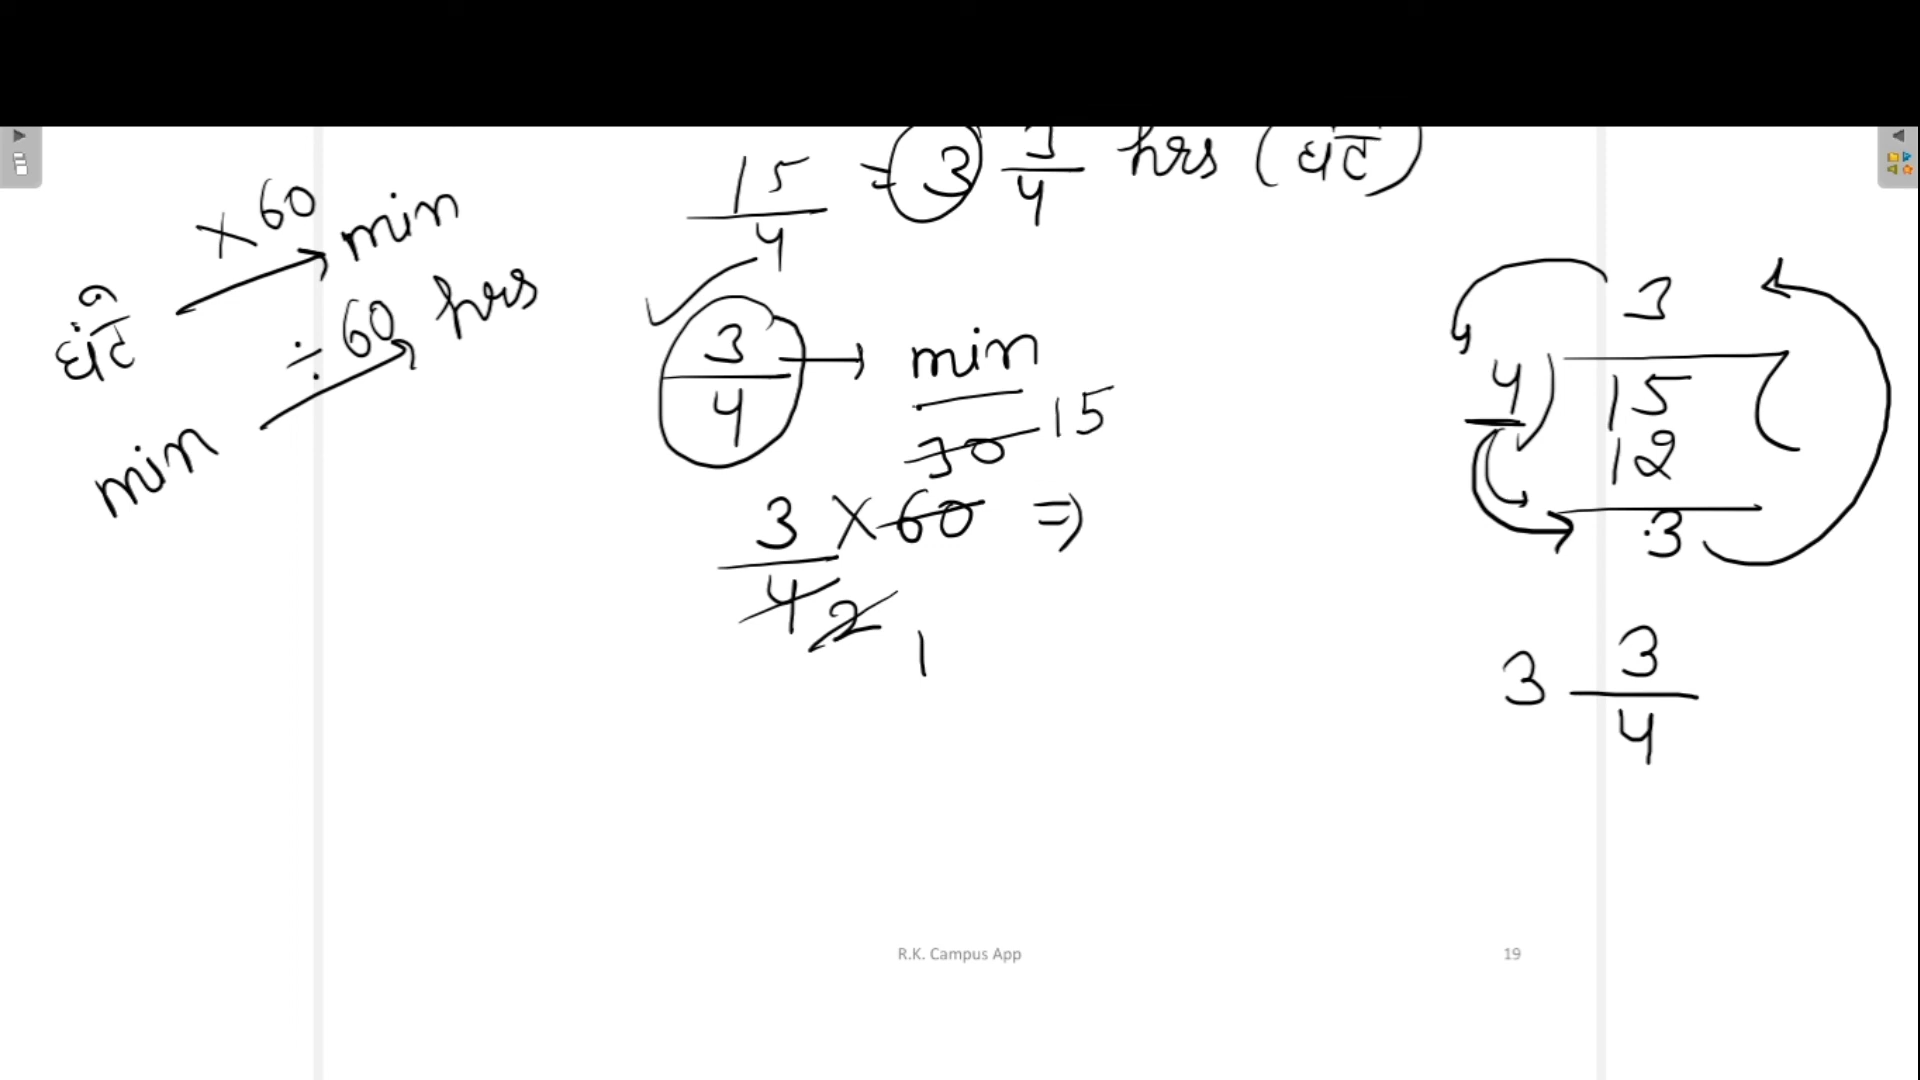 15/4 = 3 3/4 hrs (घंटे)
घंटे × 60 → min
min ÷ 60 → hrs
3/4 → min
30 15
3/4 × 60 ⇒
2
1
3
4) 15
12
3
3 3/4
R.K. Campus App
19